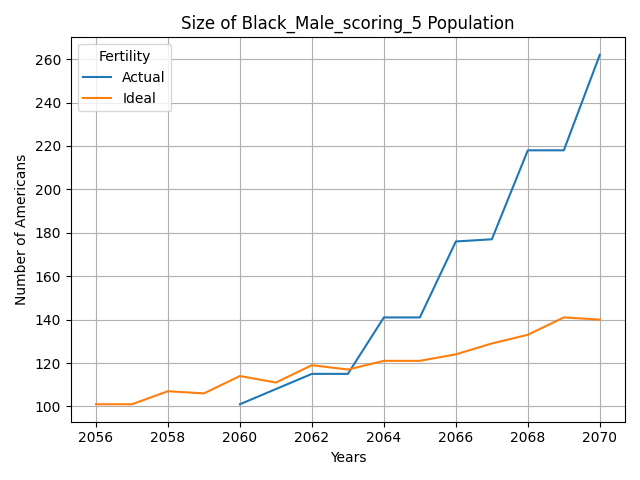 Size of Black_Male_scoring_5 Population
Fertility
Actual
Ideal
Number of Americans
260
240
220
200
180
160
140
120
100
2056 2058 2060 2062 2064 2066 2068 2070
Years